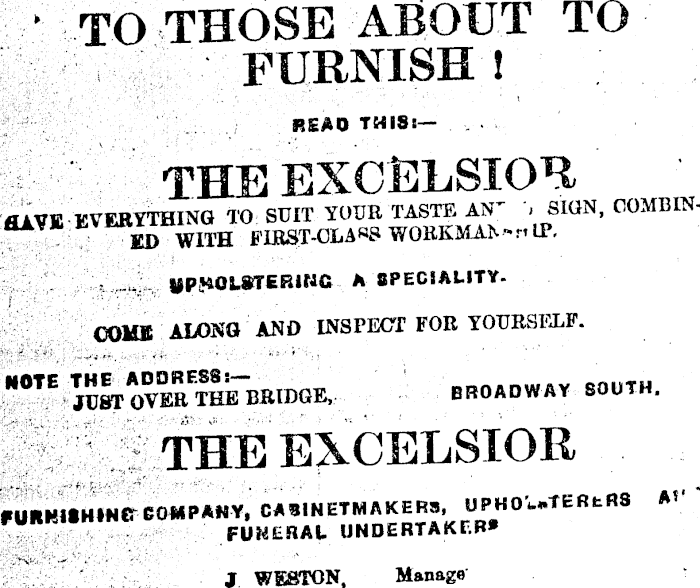 TO THOSE ABOUT TO
FURNISH !
READ THIS:—
THE EXCELSIOR
HAVE EVERYTHING TO SUIT YOUR TASTE SIGN, COMBIN-
ED WITH FIRST-CLASS WORKMANSHIP.
UPHOLSTERING A SPECIALITY.
COME ALONG AND INSPECT FOR YOURSELF.
NOTE THE ADDRESS:—
JUST OVER THE BRIDGE, BROADWAY SOUTH.
THE EXCELSIOR
FURNISHING COMPANY, CABINETMAKERS, UPHOLSTERERS
FUNERAL UNDERTAKERS
J WESTON, Manage